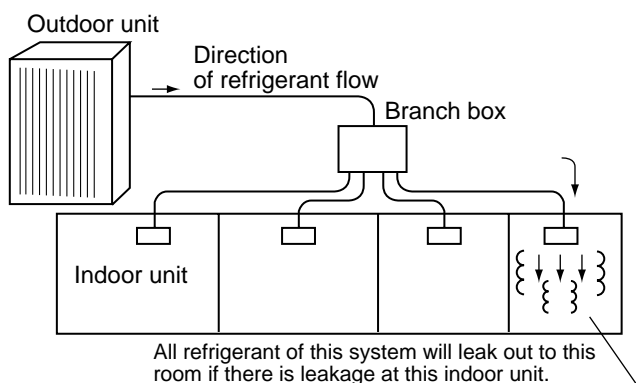 Outdoor unit
Direction
of refrigerant flow
Branch box
Indoor unit
All refrigerant of this system will leak out to this
room if there is leakage at this indoor unit.